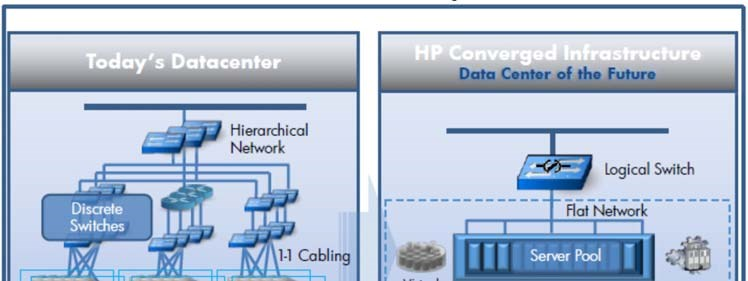 Today's Datacenter
Hierarchical
Network
Discrete
Switches
1-1 Cabling
HP Converged Infrastructure
Data Center of the Future
Logical Switch
Flat Network
Server Pool